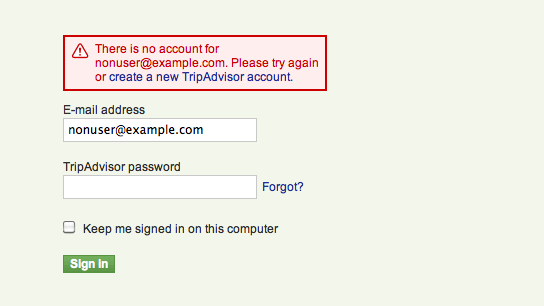 There is no account for
nonuser@example.com. Please try again
or create a new TripAdvisor account.
E-mail address
nonuser@example.com
TripAdvisor password
Forgot?
Keep me signed in on this computer
Sign in